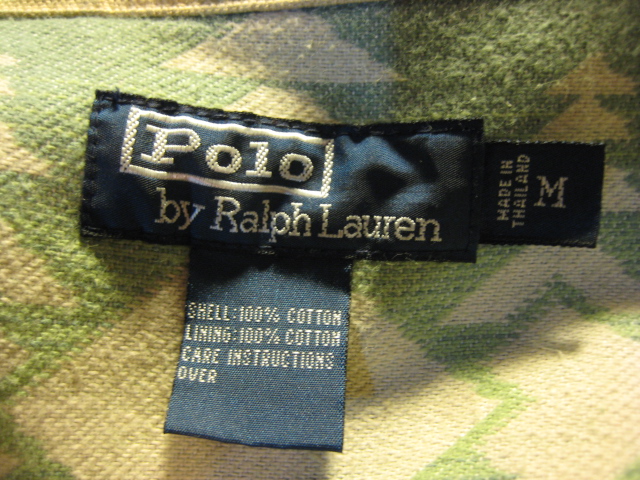 Polo
by Ralph Lauren
MADE IN
THAILAND
M
SHELL:100% COTTON
LINING:100% COTTON
CARE INSTRUCTIONS
OVER